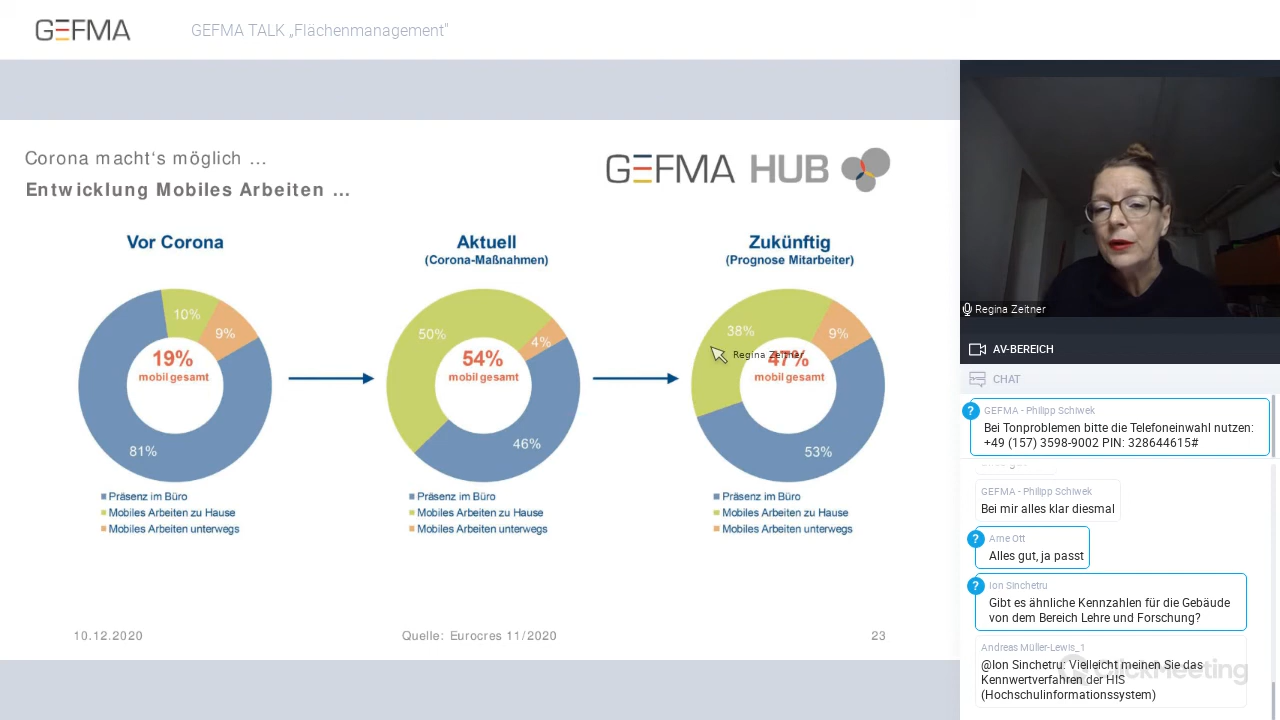 GEFMA
GEFMA TALK „Flächenmanagement"
Corona macht's möglich ...
Entwicklung Mobiles Arbeiten ...
GEFMA HUB
Vor Corona
10%
9%
19%
mobil gesamt
81%
Präsenz im Büro
Mobiles Arbeiten zu Hause
Mobiles Arbeiten unterwegs
Aktuell
(Corona-Maßnahmen)
50%
4%
54%
mobil gesamt
46%
Präsenz im Büro
Mobiles Arbeiten zu Hause
Mobiles Arbeiten unterwegs
Zukünftig
(Prognose Mitarbeiter)
38%
9%
Regina Zeitner
47%
mobil gesamt
53%
Präsenz im Büro
Mobiles Arbeiten zu Hause
Mobiles Arbeiten unterwegs
10.12.2020
Quelle: Eurocres 11/2020
23
Regina Zeitner
AV-BEREICH
CHAT
?
GEFMA - Philipp Schiwek
Bei Tonproblemen bitte die Telefoneinwahl nutzen:
+49 (157) 3598-9002 PIN: 328644615#
GEFMA - Philipp Schiwek
Bei mir alles klar diesmal
?
Arne Ott
Alles gut, ja passt
?
Ion Sinchetru
Gibt es ähnliche Kennzahlen für die Gebäude
von dem Bereich Lehre und Forschung?
Andreas Müller-Lewis_1
@Ion Sinchetru: Vielleicht meinen Sie das
Kennwertverfahren der HIS
(Hochschulinformationssystem)
ClickMeeting